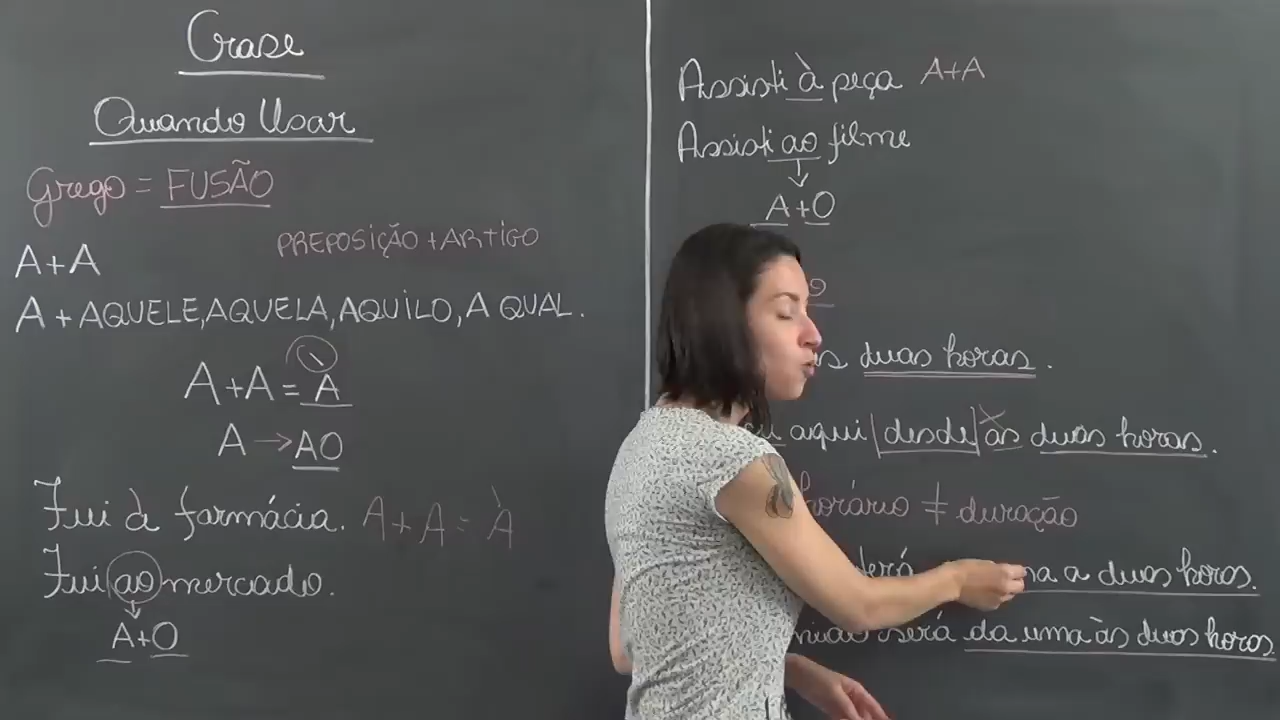 Crase
Quando Usar
Grego = FUSÃO
PREPOSIÇÃO + ARTIGO
A+A
A + AQUELE, AQUELA, AQUILO, A QUAL.
A+A = A
A → AO
Fui à farmácia. A+A = À
Fui ao mercado.
A+O
Assisti à peça A+A
Assisti ao filme
A+O
duas horas.
aqui desde às duas horas.
horário ≠ duração
a duas horas.
será da uma às duas horas.